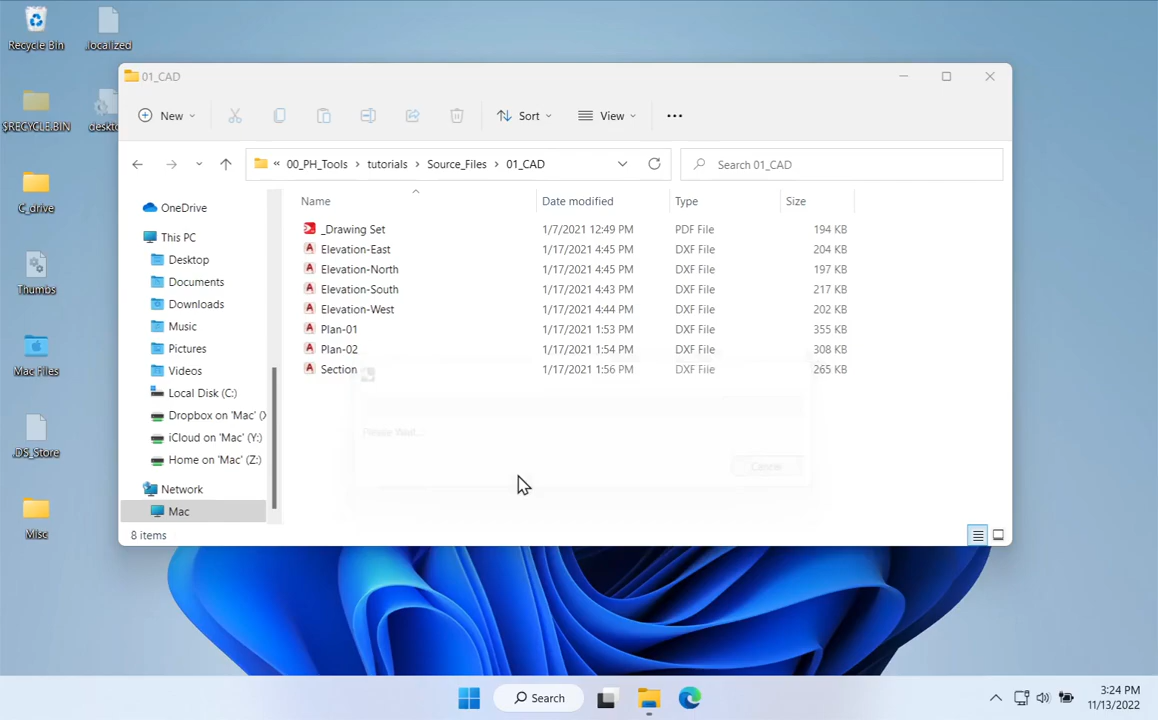 Recycle Bin
.localized
$RECYCLE.BIN
deskto
C_drive
Thumbs
Mac Files
.DS_Store
Misc
01_CAD
New
Sort
View
« 00_PH_Tools > tutorials > Source_Files > 01_CAD
Search 01_CAD
Name Date modified Type Size
_Drawing Set 1/7/2021 12:49 PM PDF File 194 KB
Elevation-East 1/17/2021 4:45 PM DXF File 204 KB
Elevation-North 1/17/2021 4:45 PM DXF File 197 KB
Elevation-South 1/17/2021 4:43 PM DXF File 217 KB
Elevation-West 1/17/2021 4:44 PM DXF File 202 KB
Plan-01 1/17/2021 1:53 PM DXF File 355 KB
Plan-02 1/17/2021 1:54 PM DXF File 308 KB
Section 1/17/2021 1:56 PM DXF File 265 KB
OneDrive
This PC
Desktop
Documents
Downloads
Music
Pictures
Videos
Local Disk (C:)
Dropbox on 'Mac' (X
iCloud on 'Mac' (Y:)
Home on 'Mac' (Z:)
Network
Mac
Please Wait...
Cancel
8 items
Search
3:24 PM
11/13/2022